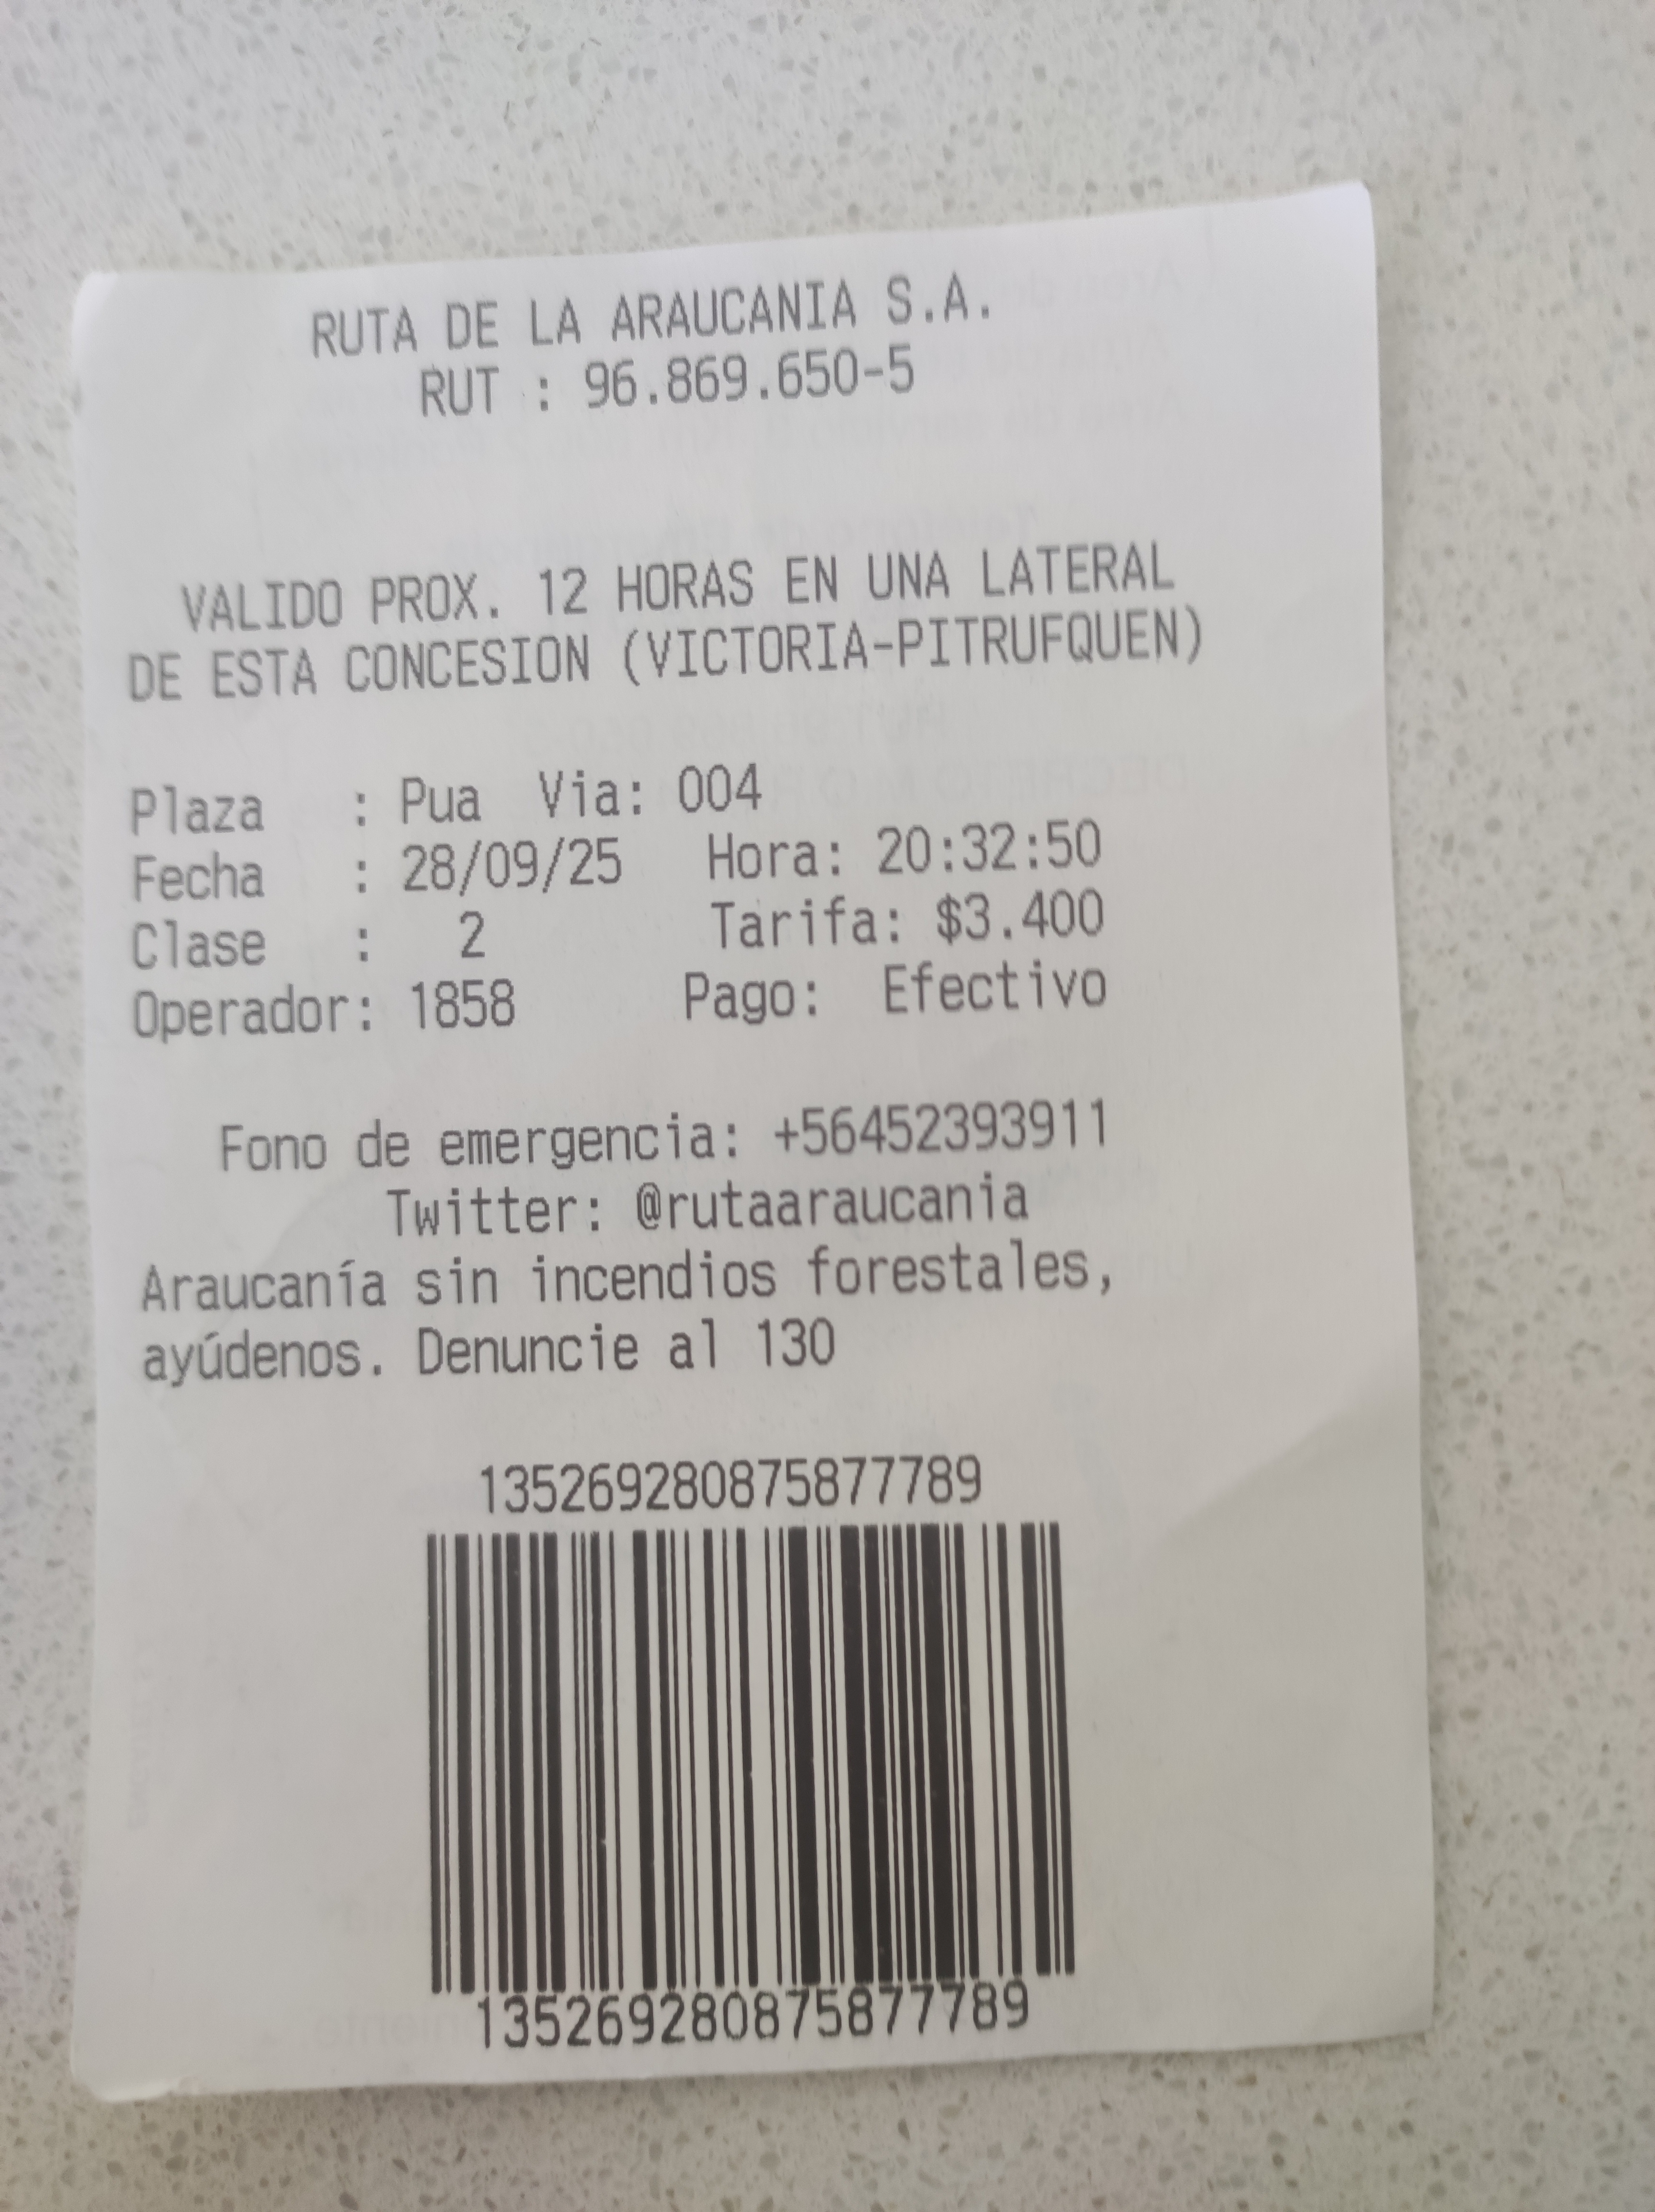 RUTA DE LA ARAUCANIA S.A.
RUT : 96.869.650-5
VALIDO PROX. 12 HORAS EN UNA LATERAL
DE ESTA CONCESION (VICTORIA-PITRUFQUEN)
Plaza : Pua Via: 004
Fecha : 28/09/25 Hora: 20:32:50
Clase : 2 Tarifa: $3.400
Operador: 1858 Pago: Efectivo
Fono de emergencia: +56452393911
Twitter: @rutaaraucania
Araucanía sin incendios forestales,
ayúdenos. Denuncie al 130
135269280875877789
135269280875877789